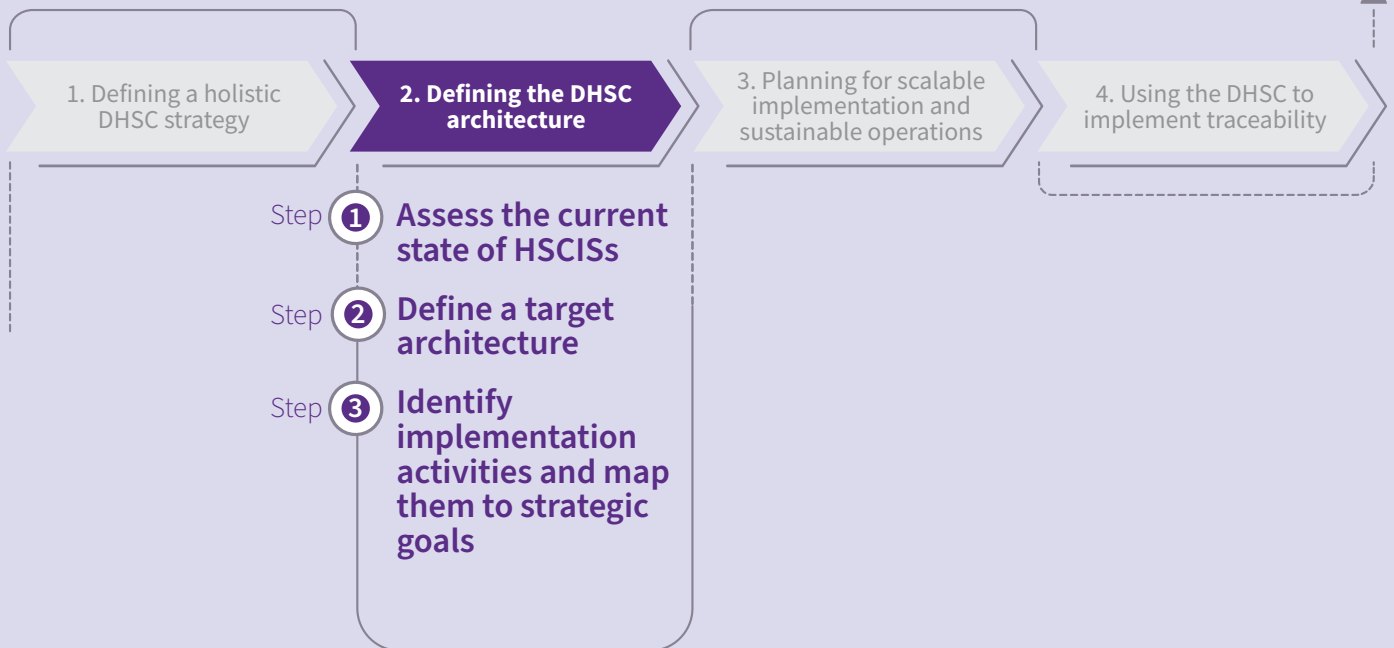 1. Defining a holistic
DHSC strategy
2. Defining the DHSC
architecture
3. Planning for scalable
implementation and
sustainable operations
4. Using the DHSC to
implement traceability
Step 1 Assess the current
state of HSCISs
Step 2 Define a target
architecture
Step 3 Identify
implementation
activities and map
them to strategic
goals